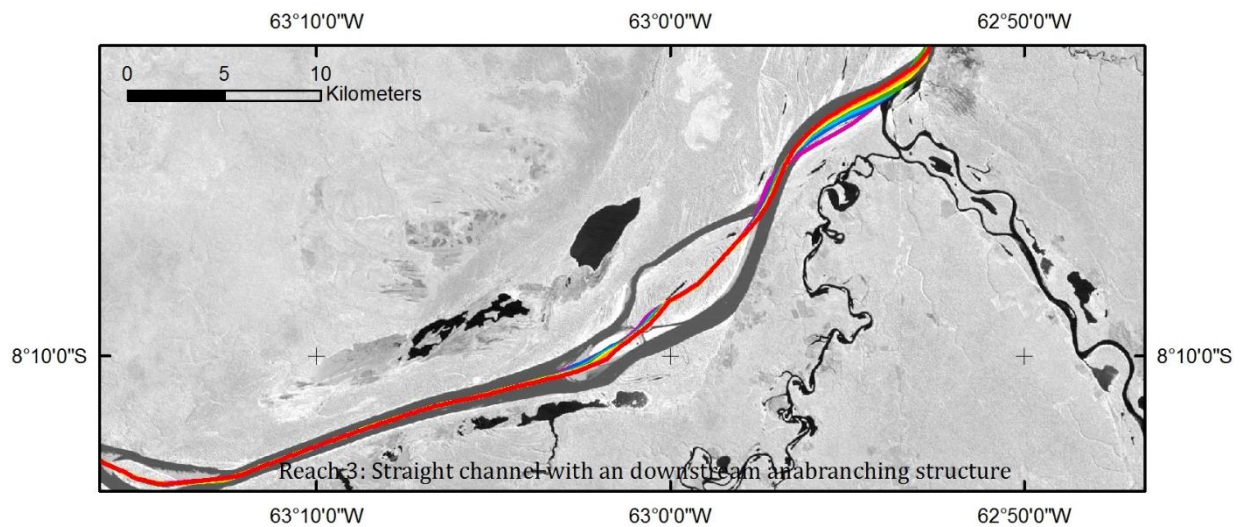 63°10'0"W 63°0'0"W 62°50'0"W
0 5 10
Kilometers
8°10'0"S 8°10'0"S
Reach 3: Straight channel with an downstream anabranching structure
63°10'0"W 63°0'0"W 62°50'0"W